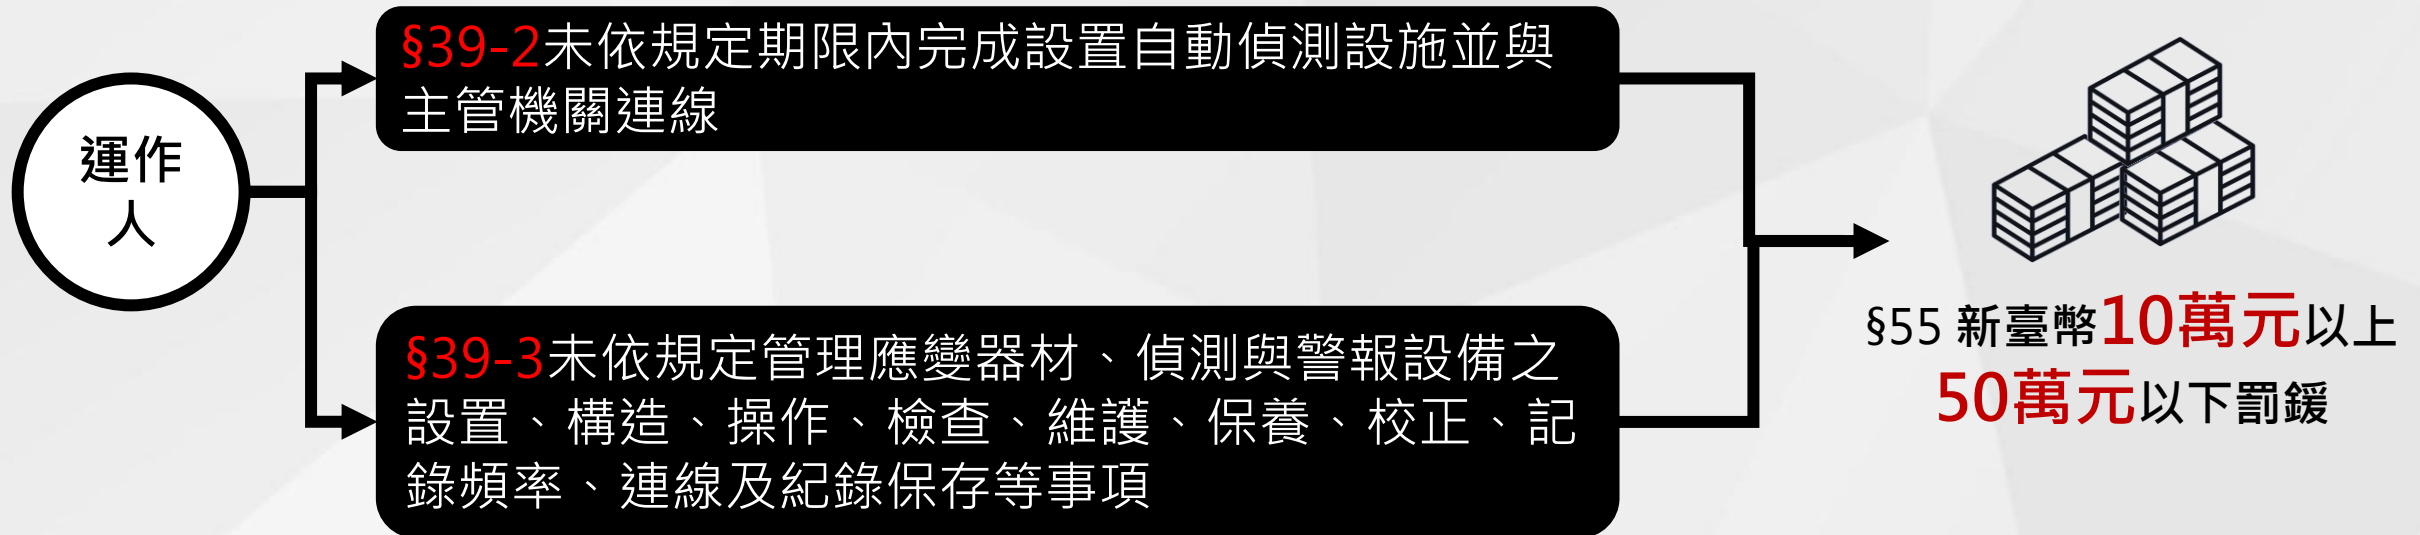 運作
人
§39-2未依規定期限內完成設置自動偵測設施並與
主管機關連線
§39-3未依規定管理應變器材、偵測與警報設備之
設置、構造、操作、檢查、維護、保養、校正、記
錄頻率、連線及紀錄保存等事項
§55 新臺幣10萬元以上
50萬元以下罰鍰